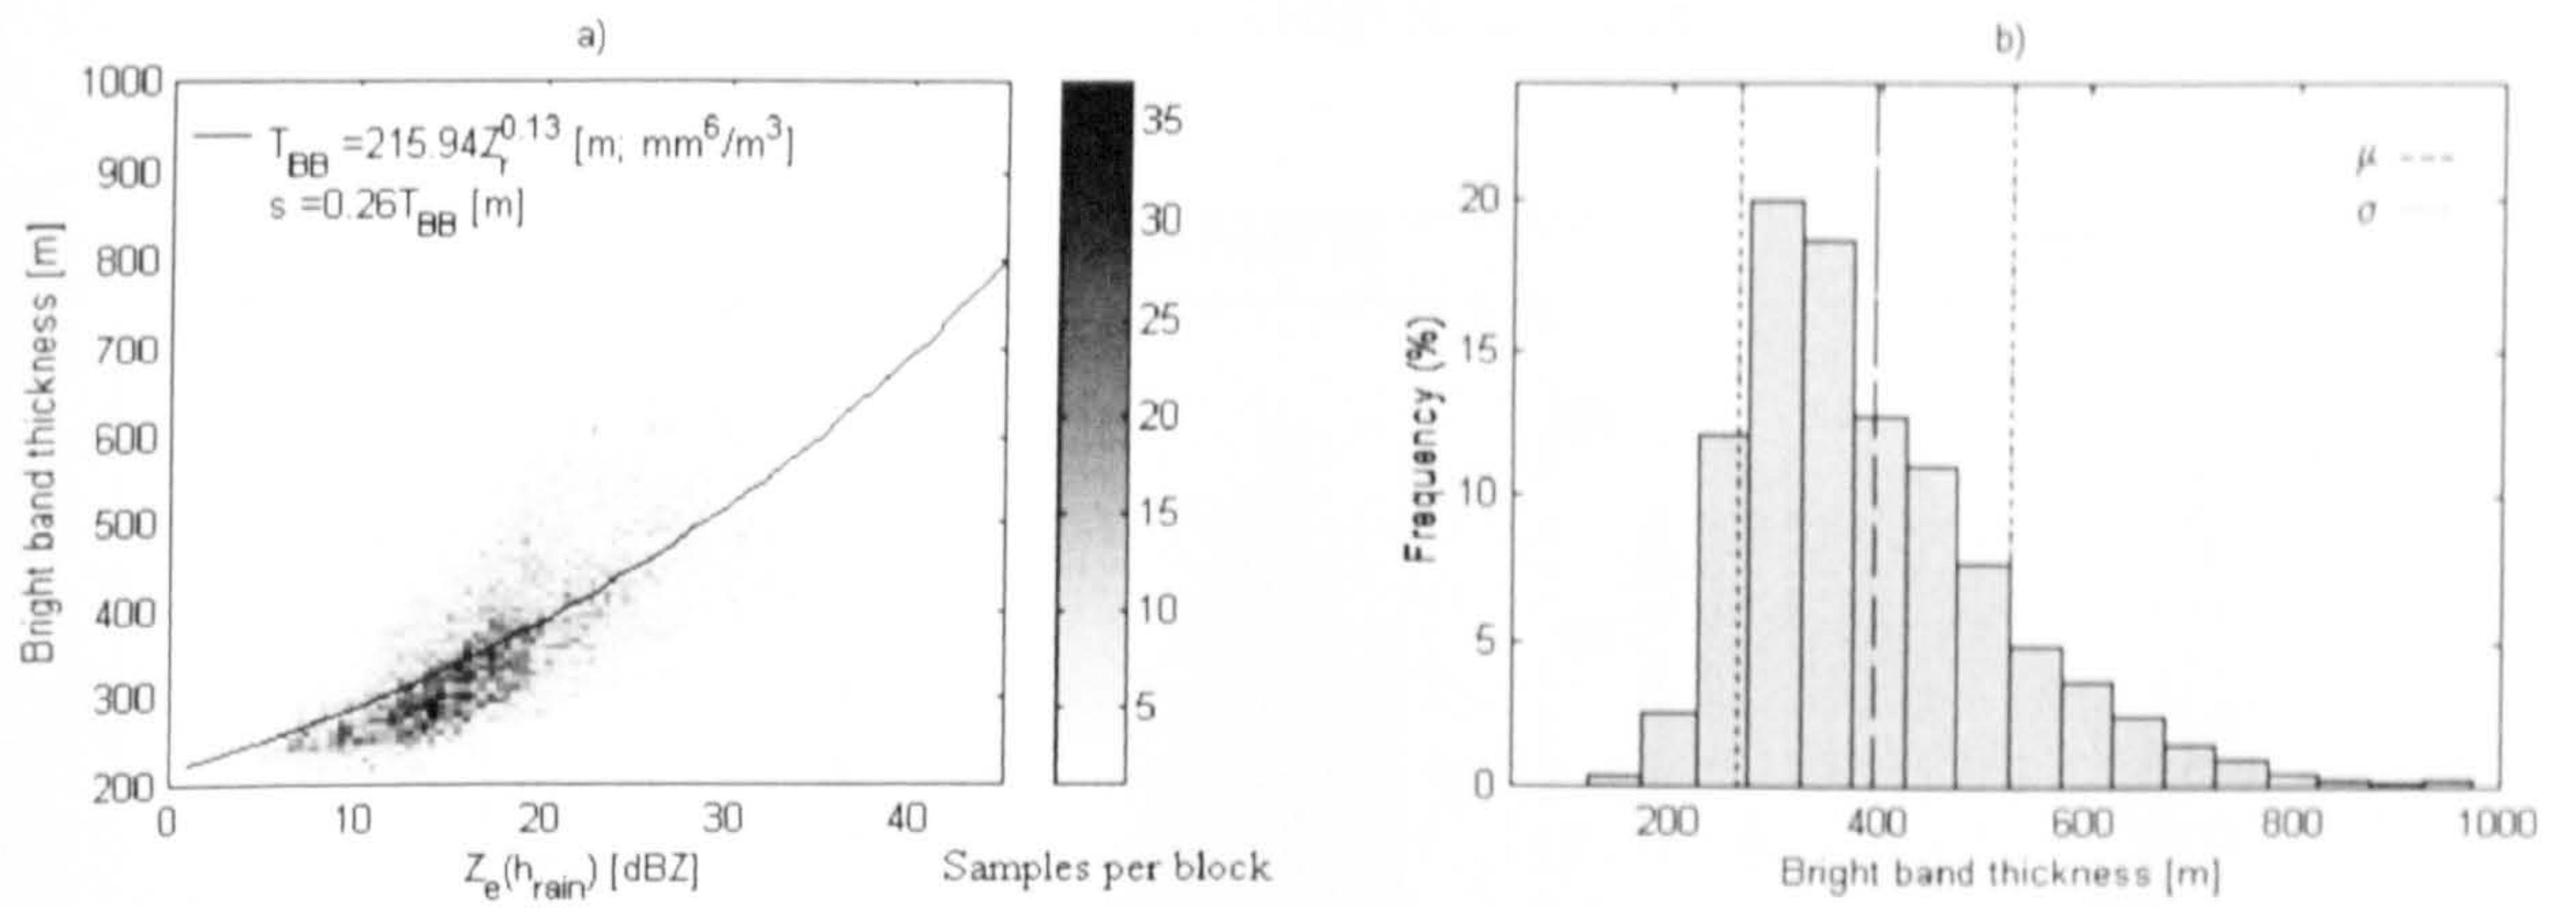 a)
1000
900
800
700
600
500
400
300
200
Bright band thickness [m]
T_BB =215.94Z_r^0.13 [m; mm^6/m^3]
s =0.26T_BB [m]
0 10 20 30 40
Z_e(h_rain) [dBZ]
35
30
25
20
15
10
5
Samples per block
b)
μ
σ
20
15
10
5
0
Frequency (%)
200 400 600 800 1000
Bright band thickness [m]